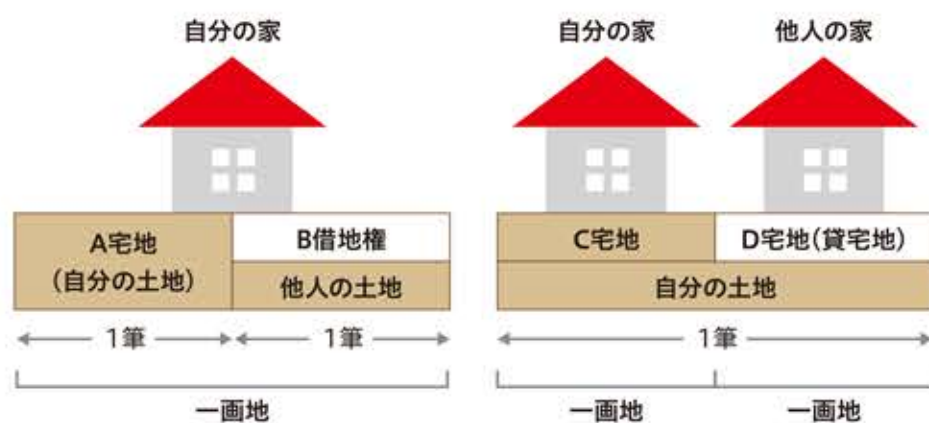 自分の家
A宅地
(自分の土地)
B借地権
他人の土地
1筆
1筆
一画地
自分の家
他人の家
C宅地
D宅地(貸宅地)
自分の土地
1筆
一画地
一画地